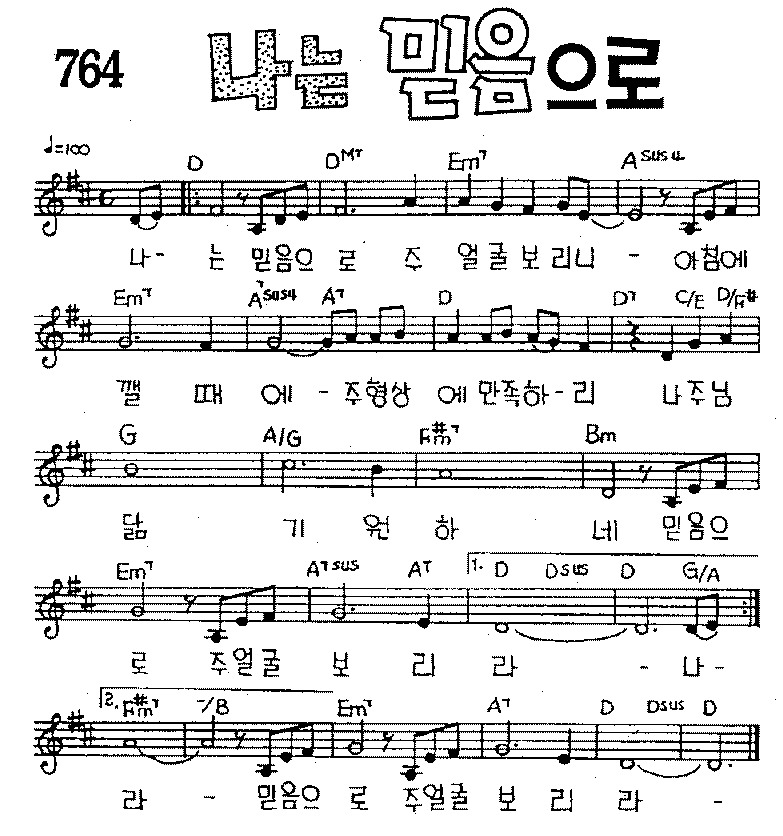 764 나는 믿음으로
♩=100
D DM7 Em7 Asus4
나- 는 믿음으 로 주 얼굴보리니 - 아침에
Em7 A7sus4 A7 D D7 C/E D/F#
깰 때 에 - 주형상 에 만족하-리 나주님
G A/G F#m7 Bm
닮 기 원 하 네 믿음으
Em7 A7sus A7 1. D Dsus D G/A
로 주얼굴 보 리 라 - 나-
2. F#m7 7/B Em7 A7 D Dsus D
라 - 믿음으 로 주얼굴 보 리 라 -